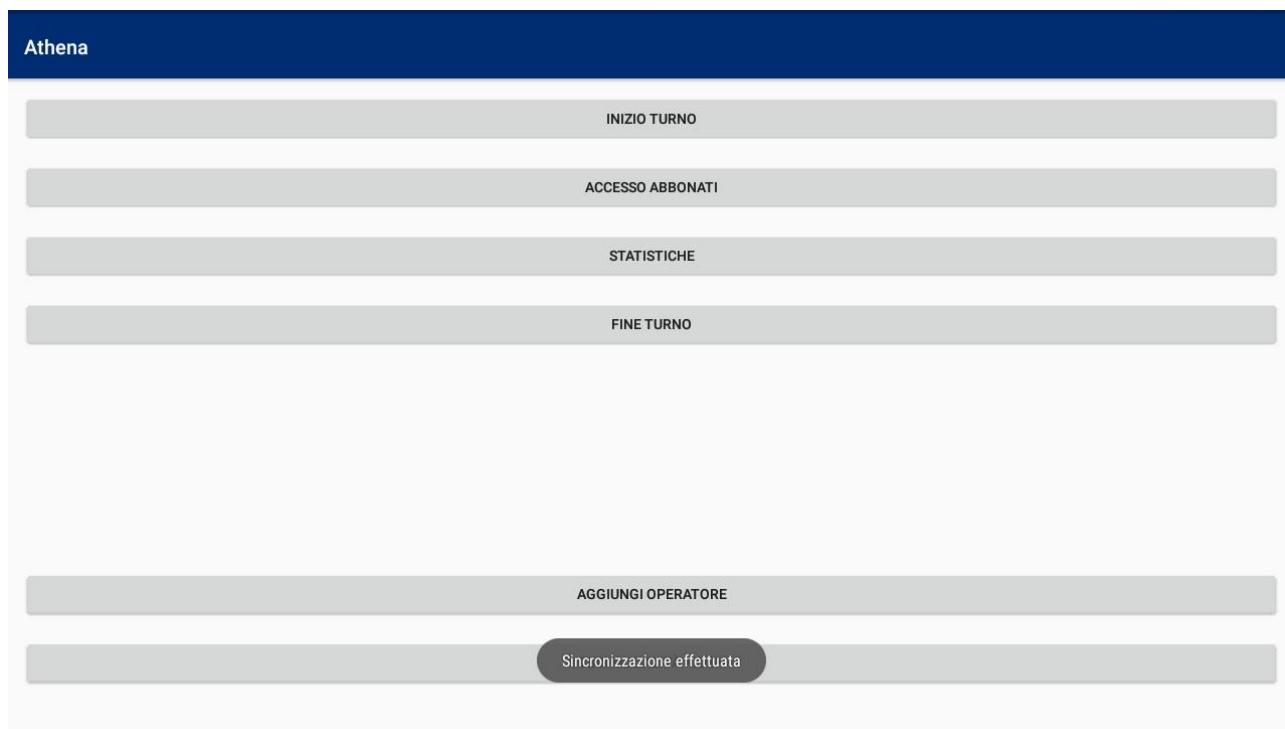 Athena
INIZIO TURNO
ACCESSO ABBONATI
STATISTICHE
FINE TURNO
AGGIUNGI OPERATORE
Sincronizzazione effettuata